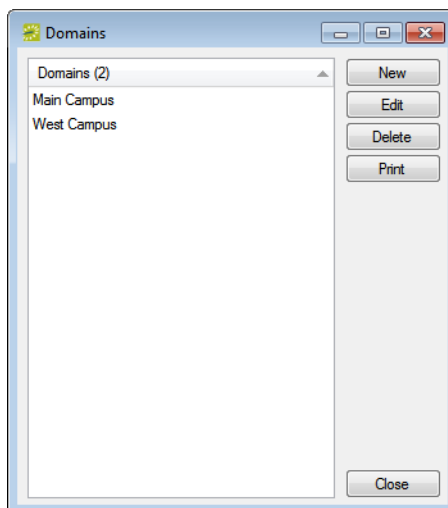 Domains
Domains (2)
Main Campus
West Campus
New
Edit
Delete
Print
Close